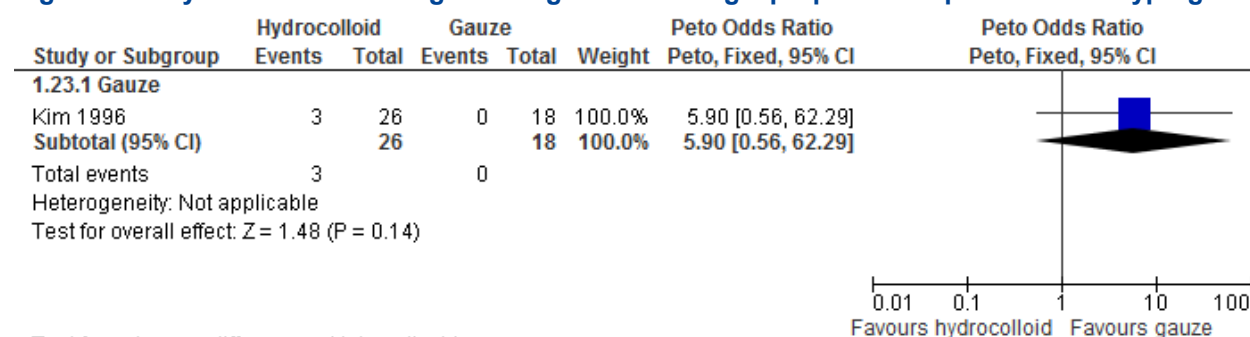 Hydrocolloid Gauze Peto Odds Ratio Peto Odds Ratio
Study or Subgroup Events Total Events Total Weight Peto, Fixed, 95% CI Peto, Fixed, 95% CI
1.23.1 Gauze
Kim 1996 3 26 0 18 100.0% 5.90 [0.56, 62.29]
Subtotal (95% CI) 26 18 100.0% 5.90 [0.56, 62.29]
Total events 3 0
Heterogeneity: Not applicable
Test for overall effect: Z = 1.48 (P = 0.14)
0.01 0.1 1 10 100
Favours hydrocolloid Favours gauze